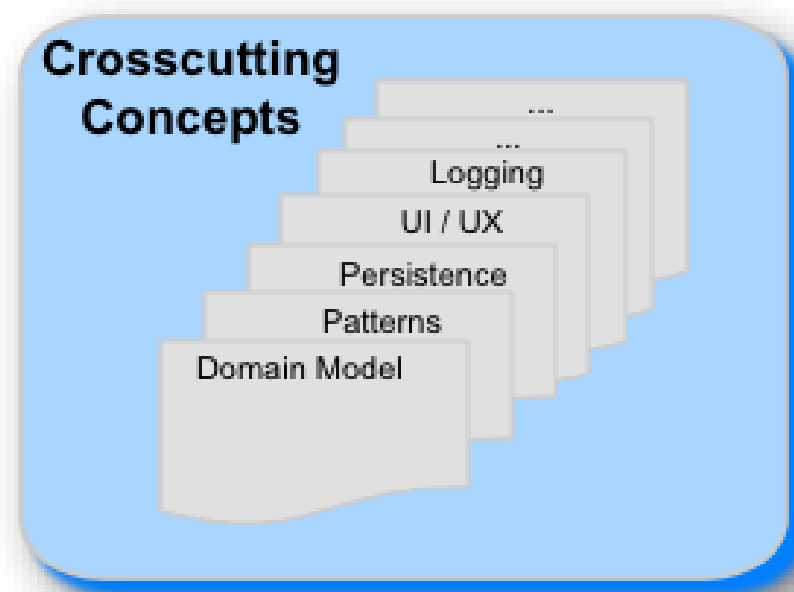 Crosscutting
Concepts
...
...
Logging
UI / UX
Persistence
Patterns
Domain Model